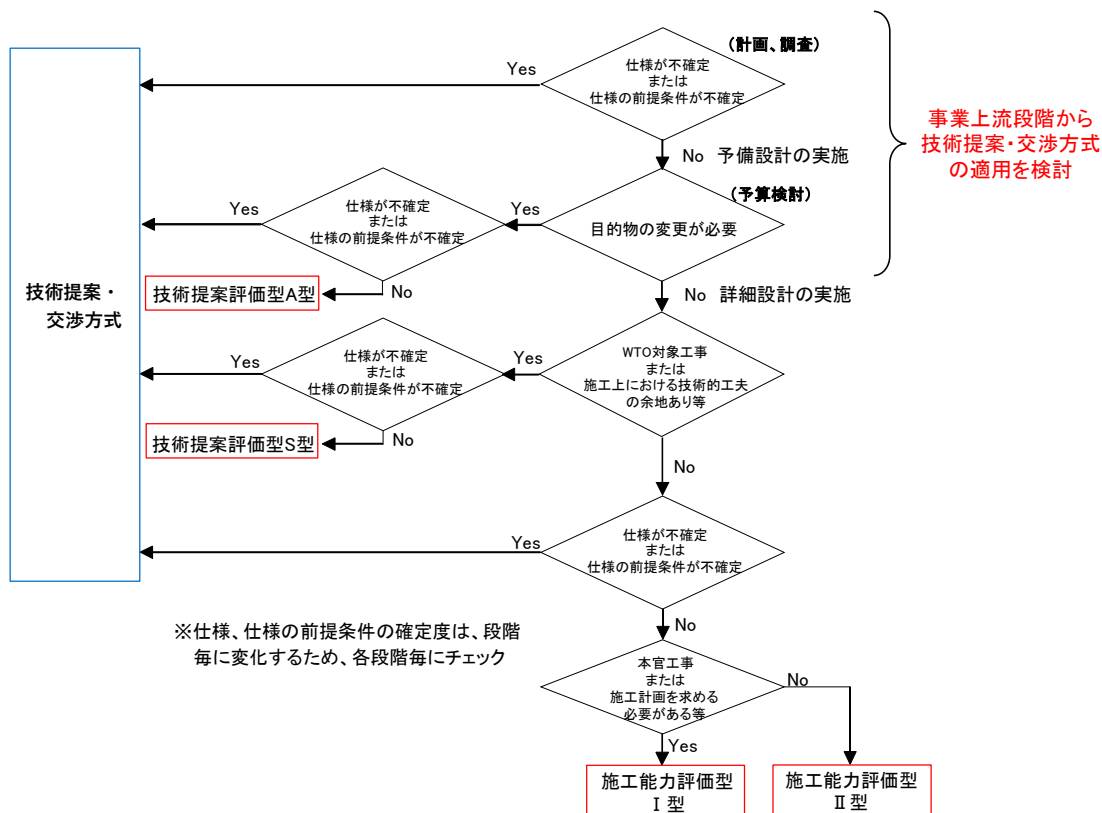 (計画、調査)
Yes
仕様が不確定
または
仕様の前提条件が不確定
事業上流段階から
技術提案・交渉方式
の適用を検討
No 予備設計の実施
(予算検討)
Yes
仕様が不確定
または
仕様の前提条件が不確定
Yes
目的物の変更が必要
技術提案・
交渉方式
技術提案評価型A型
No
No 詳細設計の実施
Yes
仕様が不確定
または
仕様の前提条件が不確定
Yes
WTO対象工事
または
施工上における技術的工夫
の余地あり等
技術提案評価型S型
No
No
Yes
仕様が不確定
または
仕様の前提条件が不確定
No
※仕様、仕様の前提条件の確定度は、段階
毎に変化するため、各段階毎にチェック
本官工事
または
施工計画を求める
必要がある等
No
Yes
施工能力評価型
Ⅰ型
施工能力評価型
Ⅱ型